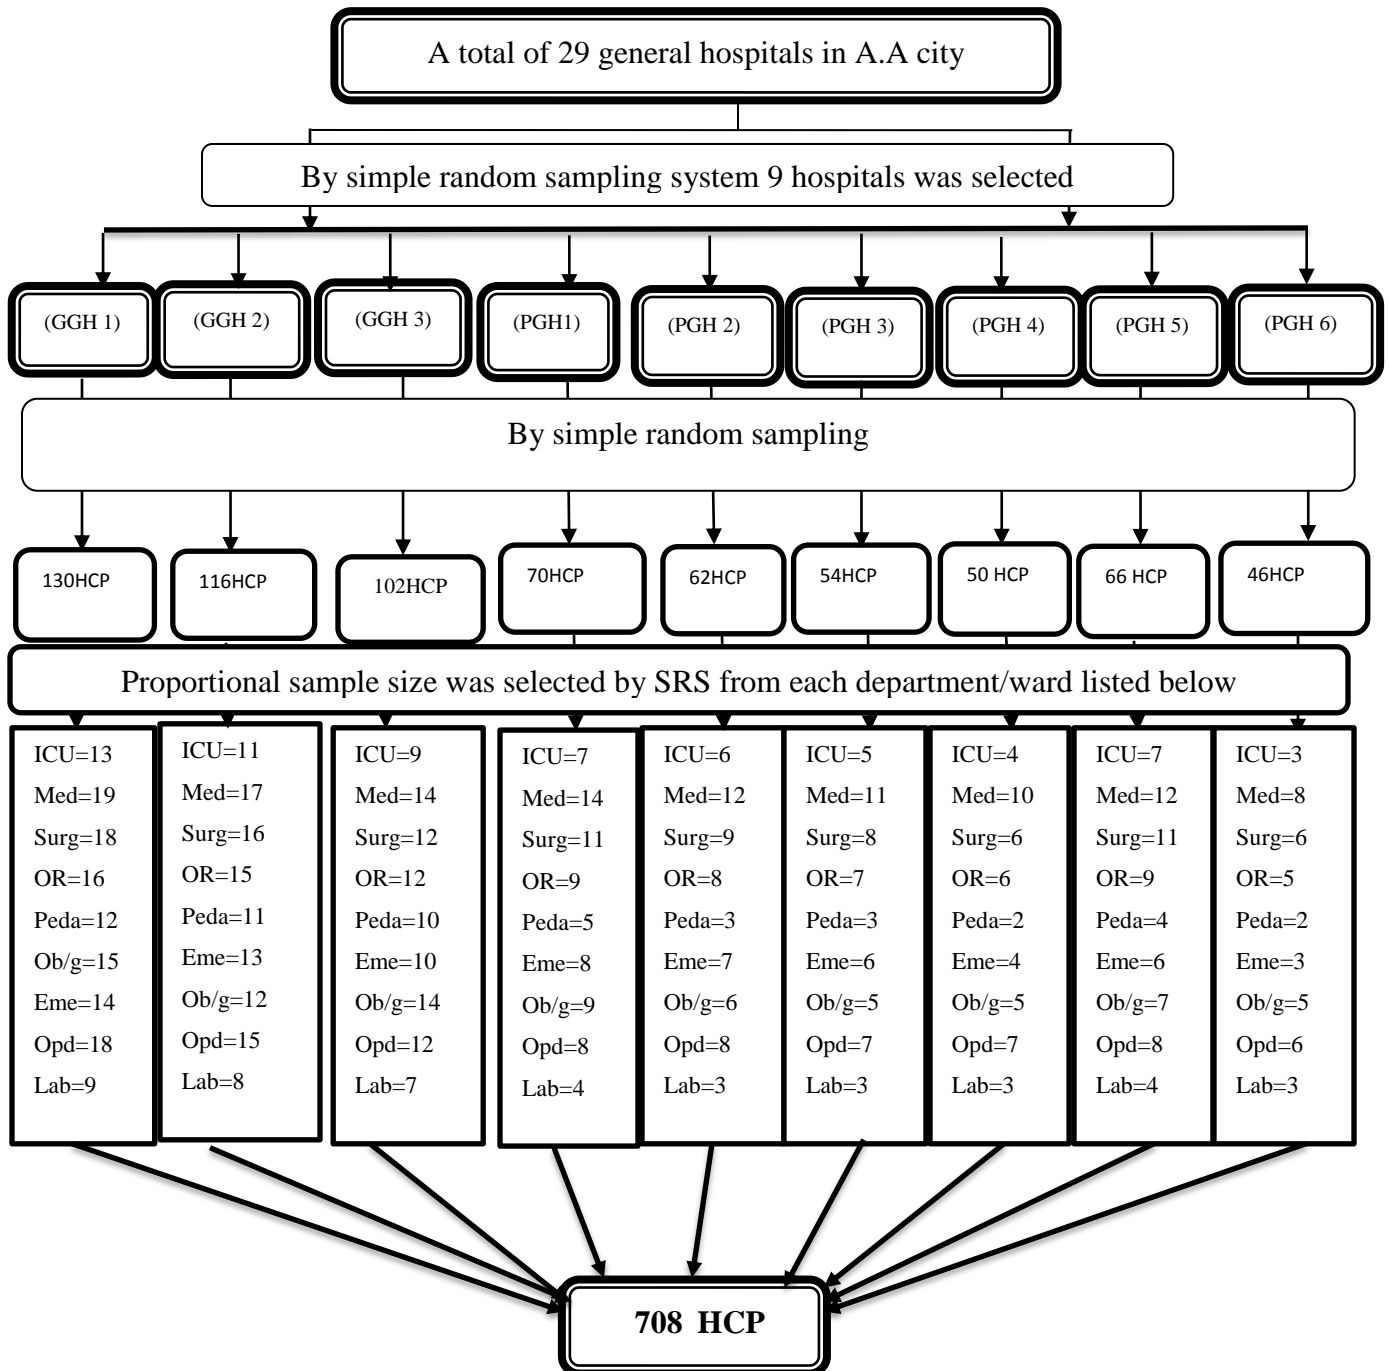 A total of 29 general hospitals in A.A city
By simple random sampling system 9 hospitals was selected
(GGH 1)
(GGH 2)
(GGH 3)
(PGH1)
(PGH 2)
(PGH 3)
(PGH 4)
(PGH 5)
(PGH 6)
By simple random sampling
130HCP
116HCP
102HCP
70HCP
62HCP
54HCP
50 HCP
66 HCP
46HCP
Proportional sample size was selected by SRS from each department/ward listed below
ICU=13
Med=19
Surg=18
OR=16
Peda=12
Ob/g=15
Eme=14
Opd=18
Lab=9
ICU=11
Med=17
Surg=16
OR=15
Peda=11
Eme=13
Ob/g=12
Opd=15
Lab=8
ICU=9
Med=14
Surg=12
OR=12
Peda=10
Eme=10
Ob/g=14
Opd=12
Lab=7
ICU=7
Med=14
Surg=11
OR=9
Peda=5
Eme=8
Ob/g=9
Opd=8
Lab=4
ICU=6
Med=12
Surg=9
OR=8
Peda=3
Eme=7
Ob/g=6
Opd=8
Lab=3
ICU=5
Med=11
Surg=8
OR=7
Peda=3
Eme=6
Ob/g=5
Opd=7
Lab=3
ICU=4
Med=10
Surg=6
OR=6
Peda=2
Eme=4
Ob/g=5
Opd=7
Lab=3
ICU=7
Med=12
Surg=11
OR=9
Peda=4
Eme=6
Ob/g=7
Opd=8
Lab=4
ICU=3
Med=8
Surg=6
OR=5
Peda=2
Eme=3
Ob/g=5
Opd=6
Lab=3
708 HCP